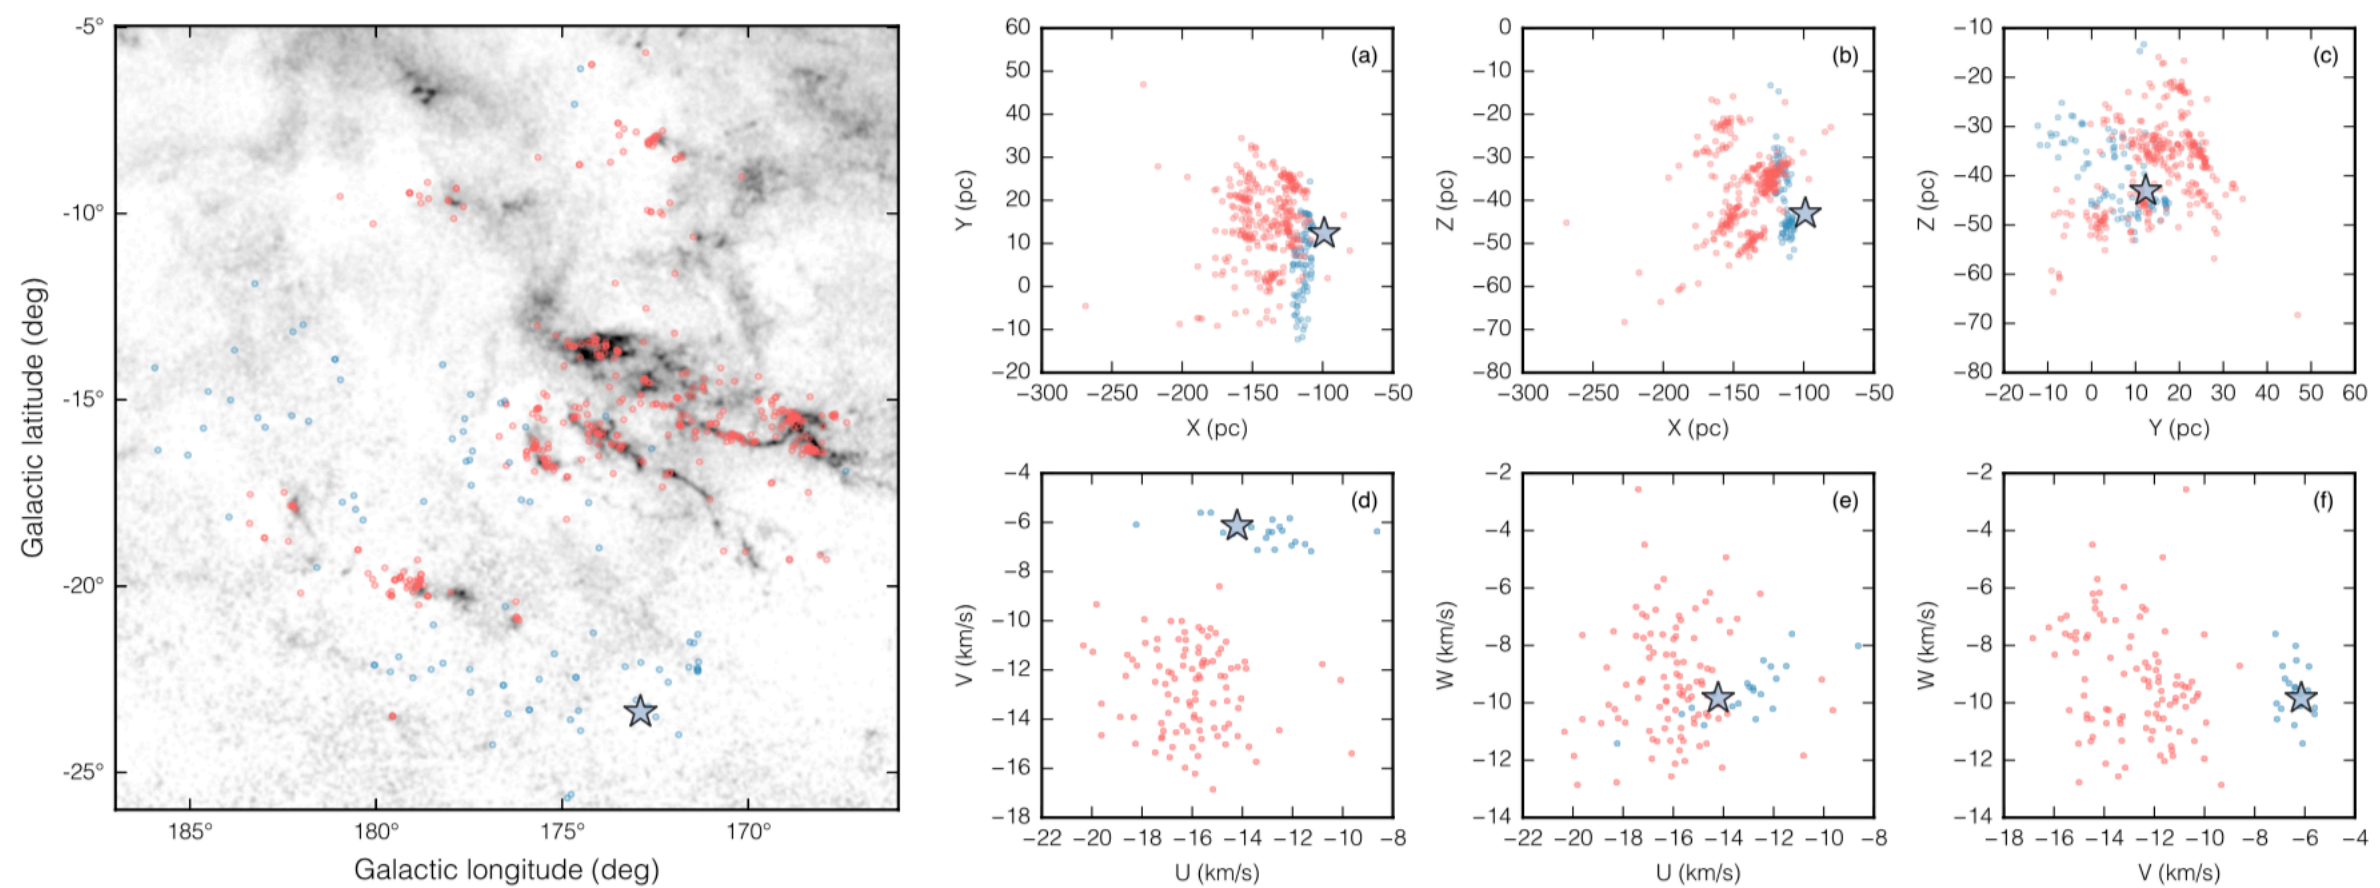 -5°
-10°
-15°
-20°
-25°
185°
180°
175°
170°
Galactic latitude (deg)
Galactic longitude (deg)
(a)
60
50
40
30
20
10
0
−10
−20
−300 −250 −200 −150 −100 −50
Y (pc)
X (pc)
(b)
0
−10
−20
−30
−40
−50
−60
−70
−80
−300 −250 −200 −150 −100 −50
Z (pc)
X (pc)
(c)
−10
−20
−30
−40
−50
−60
−70
−80
−20 −10 0 10 20 30 40 50 60
Z (pc)
Y (pc)
(d)
−4
−6
−8
−10
−12
−14
−16
−18
−22 −20 −18 −16 −14 −12 −10 −8
V (km/s)
U (km/s)
(e)
−2
−4
−6
−8
−10
−12
−14
−22 −20 −18 −16 −14 −12 −10 −8
W (km/s)
U (km/s)
(f)
−2
−4
−6
−8
−10
−12
−14
−18 −16 −14 −12 −10 −8 −6 −4
W (km/s)
V (km/s)